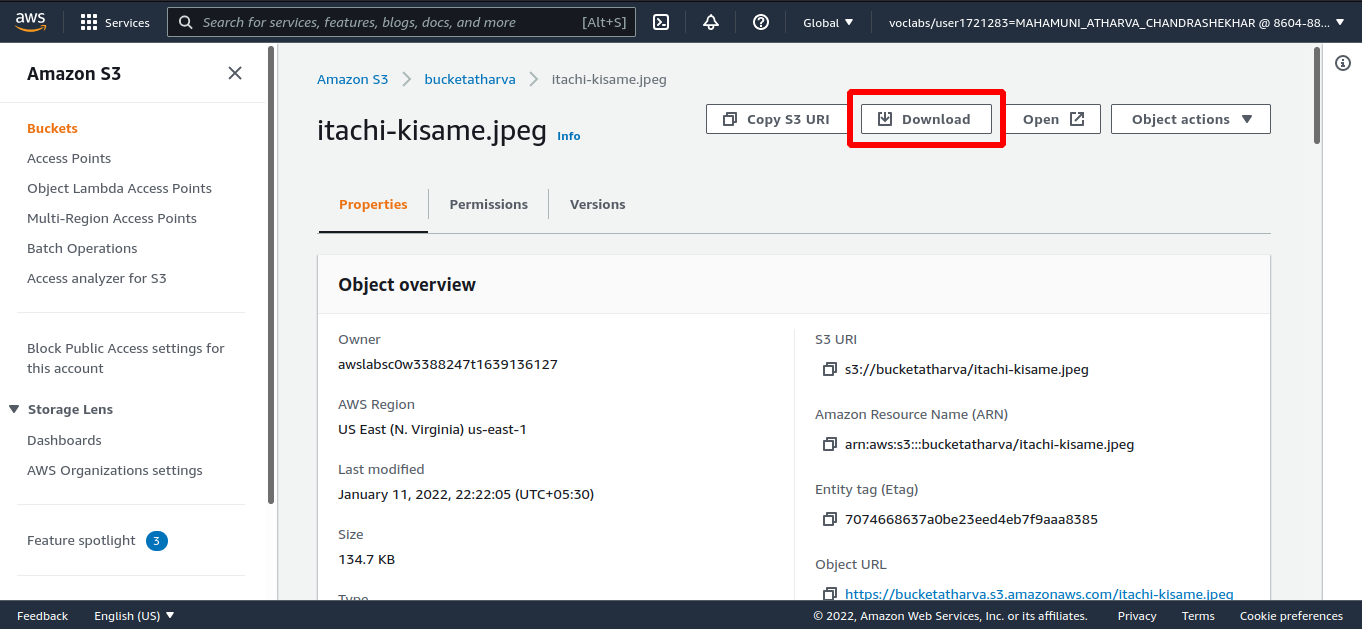 aws
Services
Search for services, features, blogs, docs, and more
[Alt+S]
Global
voclabs/user1721283=MAHAMUNI_ATHARVA_CHANDRASHEKHAR @ 8604-88...
Amazon S3
Buckets
Access Points
Object Lambda Access Points
Multi-Region Access Points
Batch Operations
Access analyzer for S3
Block Public Access settings for
this account
Storage Lens
Dashboards
AWS Organizations settings
Feature spotlight 3
Amazon S3 > bucketatharva > itachi-kisame.jpeg
itachi-kisame.jpeg Info
Copy S3 URI
Download
Open
Object actions
Properties
Permissions
Versions
Object overview
Owner
awslabsc0w3388247t1639136127
AWS Region
US East (N. Virginia) us-east-1
Last modified
January 11, 2022, 22:22:05 (UTC+05:30)
Size
134.7 KB
Type
S3 URI
s3://bucketatharva/itachi-kisame.jpeg
Amazon Resource Name (ARN)
arn:aws:s3:::bucketatharva/itachi-kisame.jpeg
Entity tag (Etag)
7074668637a0be23eed4eb7f9aaa8385
Object URL
https://bucketatharva.s3.amazonaws.com/itachi-kisame.jpeg
Feedback
English (US)
© 2022, Amazon Web Services, Inc. or its affiliates.
Privacy
Terms
Cookie preferences